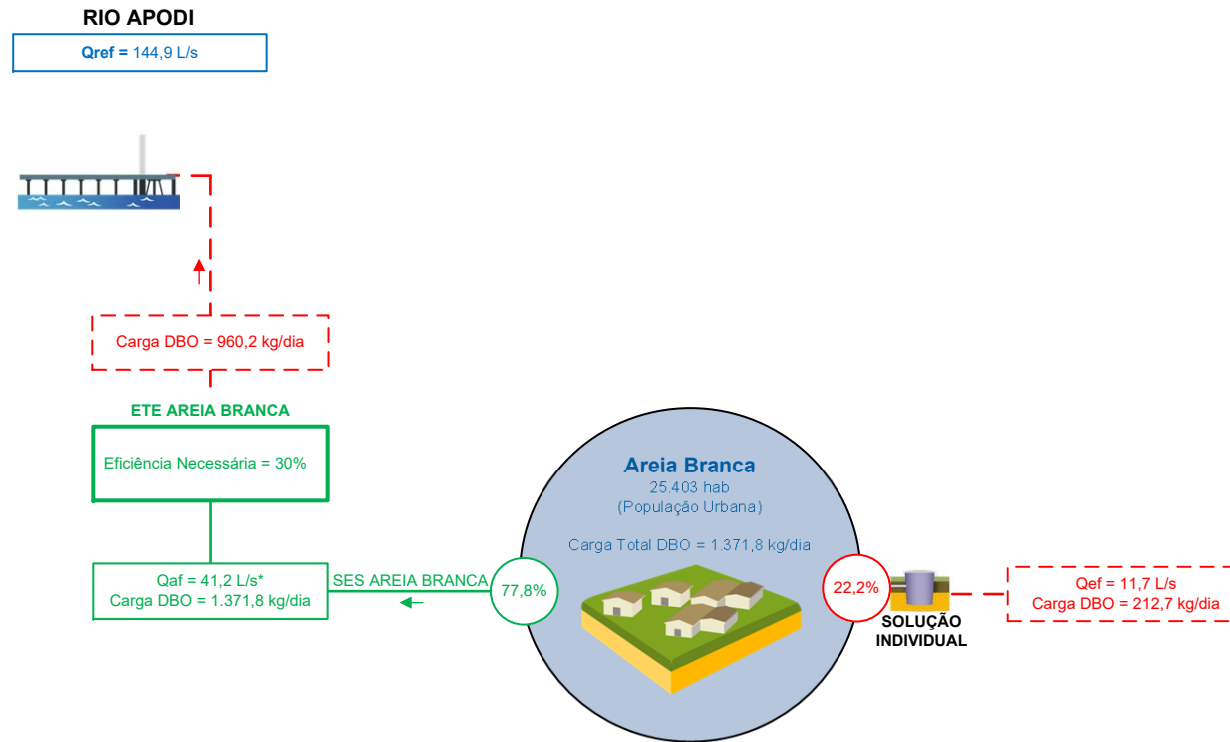 RIO APODI
Qref = 144,9 L/s
Carga DBO = 960,2 kg/dia
ETE AREIA BRANCA
Eficiência Necessária = 30%
Qaf = 41,2 L/s*
Carga DBO = 1.371,8 kg/dia
SES AREIA BRANCA
77,8%
Areia Branca
25.403 hab
(População Urbana)
Carga Total DBO = 1.371,8 kg/dia
22,2%
SOLUÇÃO
INDIVIDUAL
Qef = 11,7 L/s
Carga DBO = 212,7 kg/dia